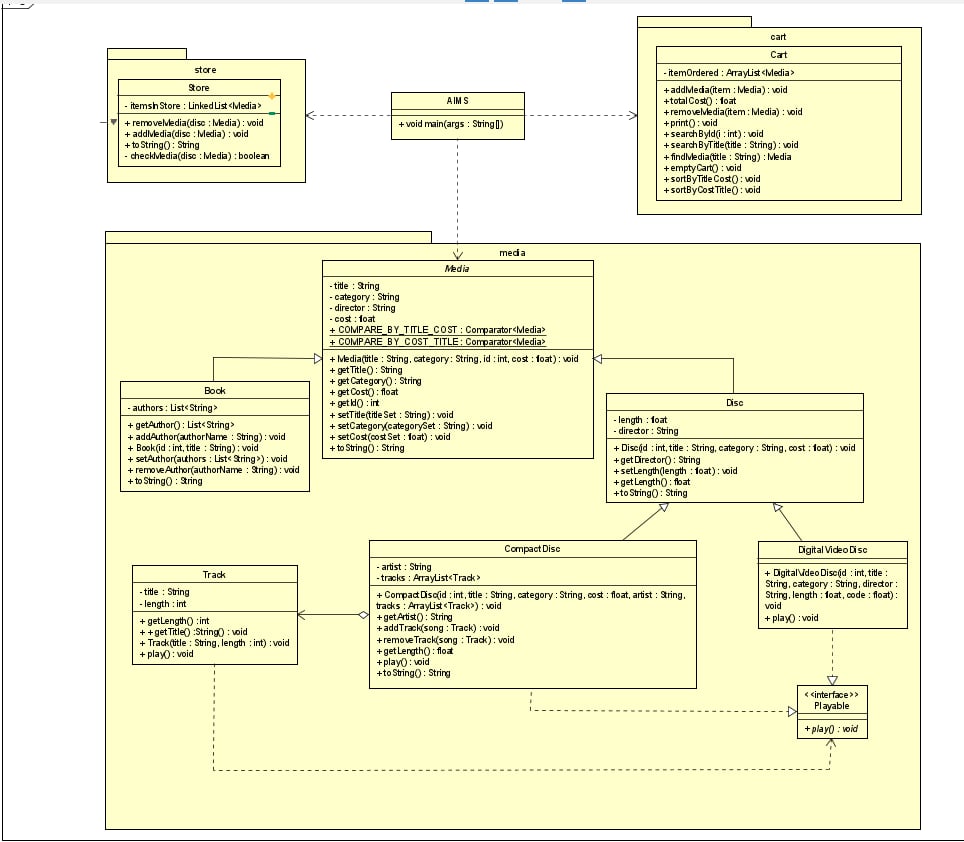 store
Store
- itemsInStore : LinkedList<Media>
+ removeMedia(disc : Media) : void
+ addMedia(disc : Media) : void
+ toString() : String
- checkMedia(disc : Media) : boolean
AIMS
+ void main(args : String[])
cart
Cart
- itemOrdered : ArrayList<Media>
+ addMedia(item : Media) : void
+ totalCost() : float
+ removeMedia(item : Media) : void
+ print() : void
+ searchById(i : int) : void
+ searchByTitle(title : String) : void
+ findMedia(title : String) : Media
+ emptyCart() : void
+ sortByTitleCost() : void
+ sortByCostTitle() : void
media
Media
- title : String
- category : String
- director : String
- cost : float
+ COMPARE_BY_TITLE_COST : Comparator<Media>
+ COMPARE_BY_COST_TITLE : Comparator<Media>
+ Media(title : String, category : String, id : int, cost : float) : void
+ getTitle() : String
+ getCategory() : String
+ getCost() : float
+ getId() : int
+ setTitle(titleSet : String) : void
+ setCategory(categorySet : String) : void
+ setCost(costSet : float) : void
+ toString() : String
Book
- authors : List<String>
+ getAuthor() : List<String>
+ addAuthor(authorName : String) : void
+ Book(id : int, title : String) : void
+ setAuthor(authors : List<String>) : void
+ removeAuthor(authorName : String) : void
+ toString() : String
Disc
- length : float
- director : String
+ Disc(id : int, title : String, category : String, cost : float) : void
+ getDirector() : String
+ setLength(length : float) : void
+ getLength() : float
+ toString() : String
Track
- title : String
- length : int
+ getLength() : int
+ + getTitle() :String() : void
+ Track(title : String, length : int) : void
+ play() : void
CompactDisc
- artist : String
- tracks : ArrayList<Track>
+ CompactDisc(id : int, title : String, category : String, cost : float, artist : String,
tracks : ArrayList<Track>) : void
+ getArtist() : String
+ addTrack(song : Track) : void
+ removeTrack(song : Track) : void
+ getLength() : float
+ play() : void
+ toString() : String
DigitalVideoDisc
+ DigitalVideoDisc(id : int, title :
String, category : String, director :
String, length : float, code : float) :
void
+ play() : void
<<interface>>
Playable
+ play() : void